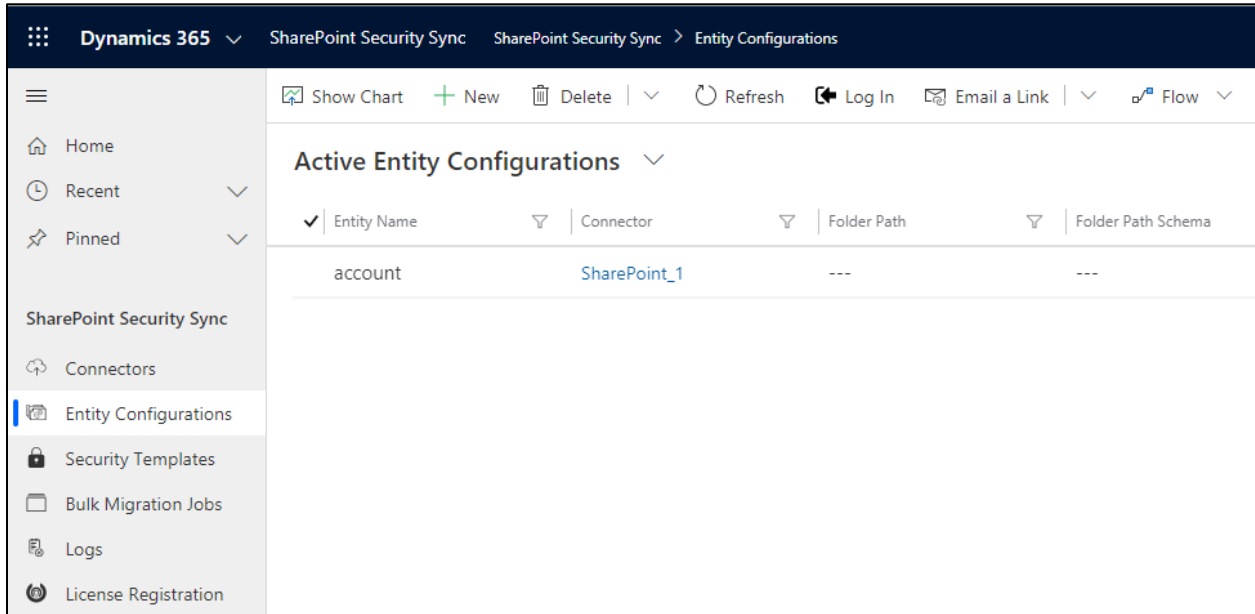 Dynamics 365 SharePoint Security Sync SharePoint Security Sync > Entity Configurations
Show Chart New Delete Refresh Log In Email a Link Flow
Home
Recent
Pinned
SharePoint Security Sync
Connectors
Entity Configurations
Security Templates
Bulk Migration Jobs
Logs
License Registration
Active Entity Configurations
Entity Name Connector Folder Path Folder Path Schema
account SharePoint_1 --- ---